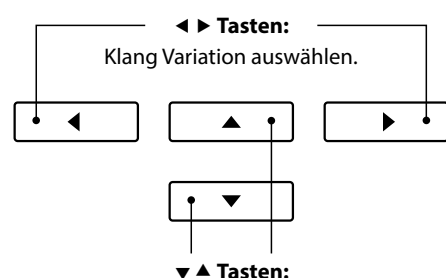 ◀ ▶ Tasten:
Klang Variation auswählen.
▼ ▲ Tasten: